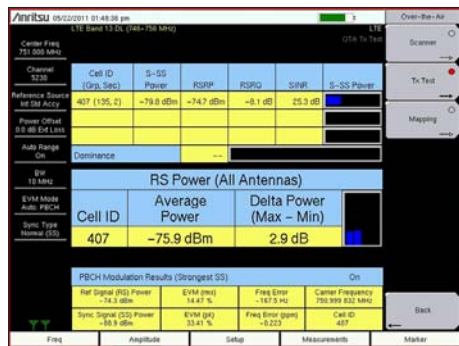 Anritsu 05/22/2011 01:48:36 pm
Over-the-Air
LTE Band 13 DL (746-756 MHz)
LTE
OTA Tx Test
Center Freq
751.000 MHz
Channel
5230
Reference Source
Int Std Accy
Power Offset
0.0 dB Ext Loss
Auto Range
On
BW
10 MHz
EVM Mode
Auto: PBCH
Sync Type
Normal (SS)
Cell ID
(Grp, Sec)
S-SS
Power
RSRP
RSRQ
SINR
S-SS Power
407 (135, 2)
-79.8 dBm
-74.7 dBm
-8.1 dB
25.3 dB
Dominance
--
RS Power (All Antennas)
Cell ID
Average
Power
Delta Power
(Max - Min)
407
-75.9 dBm
2.9 dB
PBCH Modulation Results (Strongest SS)
On
Ref Signal (RS) Power
-74.3 dBm
EVM (rms)
14.47 %
Freq Error
-167.5 Hz
Carrier Frequency
750.999 832 MHz
Sync Signal (SS) Power
EVM (pk)
33.41 %
Freq Error (ppm)
-0.223
Cell ID
407
Scanner
Tx Test
Mapping
Back
Freq
Amplitude
Setup
Measurements
Marker